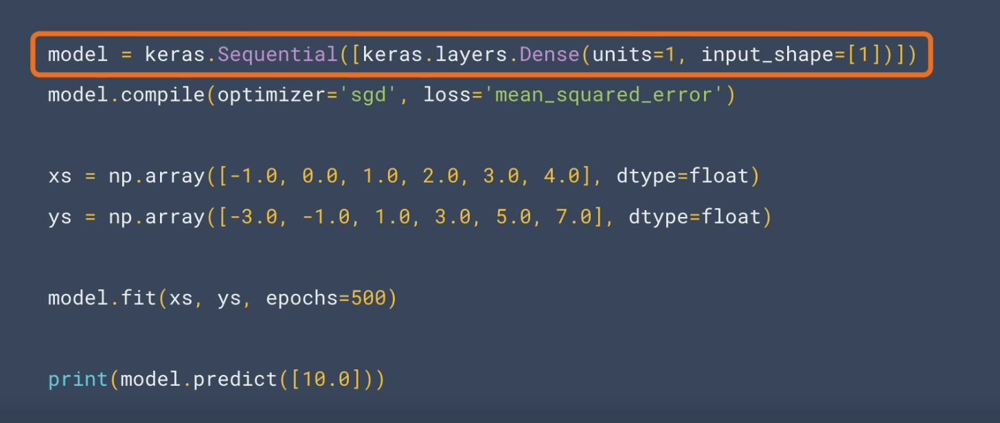 model = keras.Sequential([keras.layers.Dense(units=1, input_shape=[1])])
model.compile(optimizer='sgd', loss='mean_squared_error')
xs = np.array([-1.0, 0.0, 1.0, 2.0, 3.0, 4.0], dtype=float)
ys = np.array([-3.0, -1.0, 1.0, 3.0, 5.0, 7.0], dtype=float)
model.fit(xs, ys, epochs=500)
print(model.predict([10.0]))